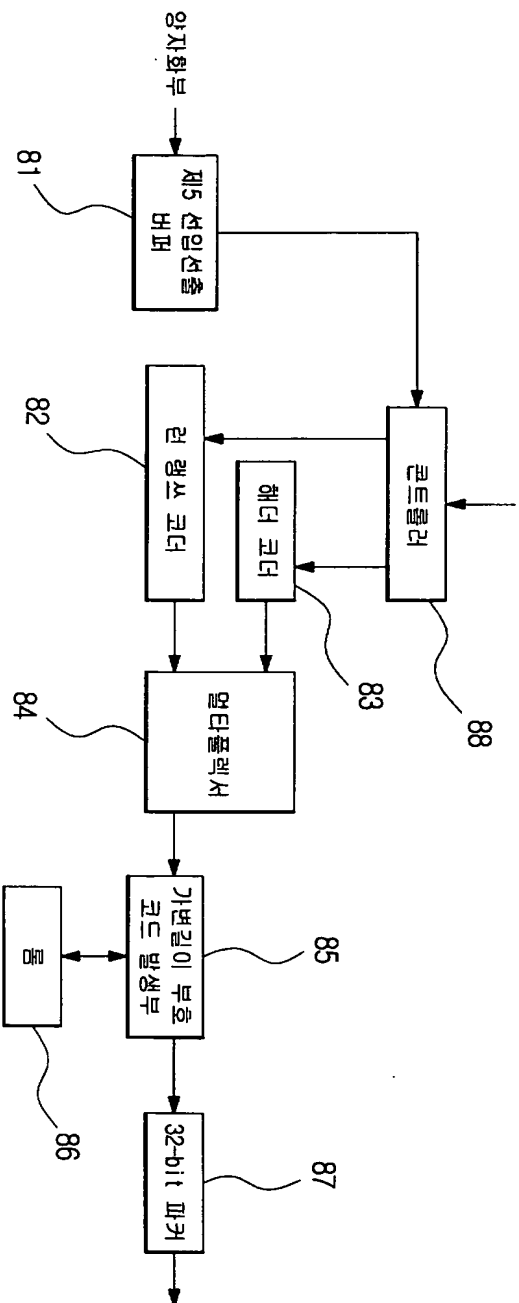 양자화부
81
제5 선입선출
버퍼
82
런 랭쓰 코더
해더 코더
83
콘트롤러
88
84
멀티플렉서
가변길이 부호
코드 발생부
85
롬
86
32-bit 파커
87